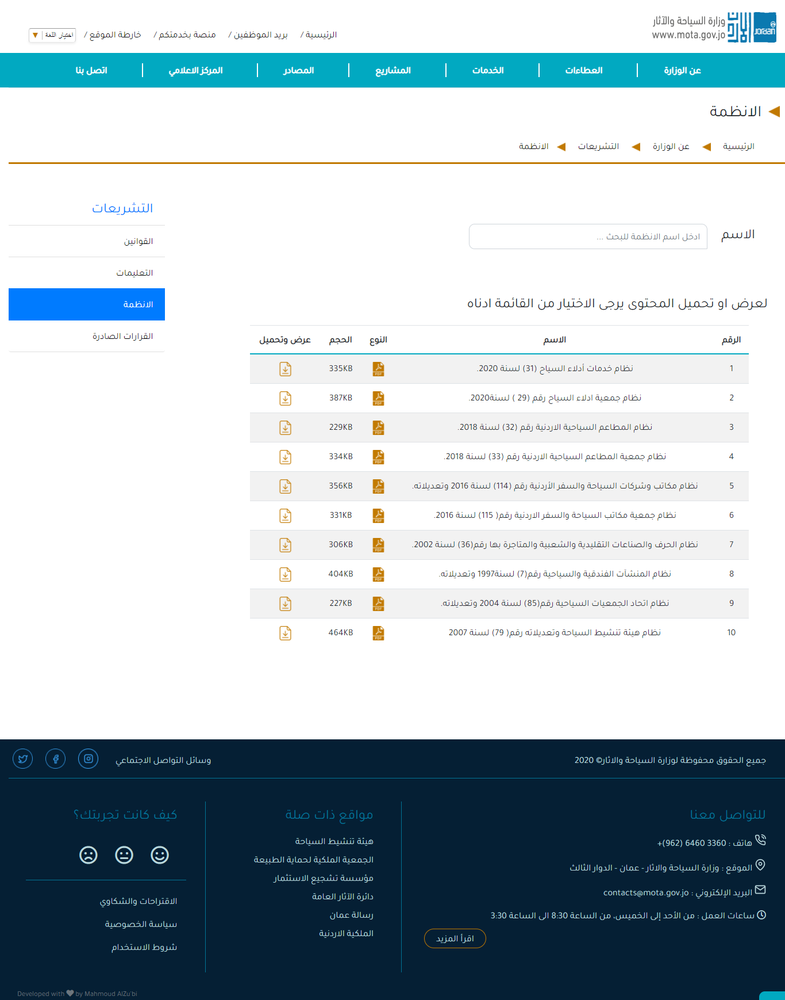 وزارة السياحة والآثار
www.mota.gov.jo
JORDAN
الرئيسية / بريد الموظفين / منصة بخدمتكم / خارطة الموقع / اختيار اللغة
عن الوزارة
العطاءات
الخدمات
المشاريع
المصادر
المركز الاعلامي
اتصل بنا
الانظمة
الرئيسية ◀ عن الوزارة ◀ التشريعات ◀ الانظمة
الاسم
ادخل اسم الانظمة للبحث ...
لعرض او تحميل المحتوى يرجى الاختيار من القائمة ادناه
الرقم الاسم النوع الحجم عرض وتحميل
1 نظام خدمات أدلاء السياح (31) لسنة 2020. PDF 335KB
2 نظام جمعية ادلاء السياح رقم (29 ) لسنة2020. PDF 387KB
3 نظام المطاعم السياحية الاردنية رقم (32) لسنة 2018. PDF 229KB
4 نظام جمعية المطاعم السياحية الاردنية رقم (33) لسنة 2018. PDF 334KB
5 نظام مكاتب وشركات السياحة والسفر الأردنية رقم (114) لسنة 2016 وتعديلاته. PDF 356KB
6 نظام جمعية مكاتب السياحة والسفر الاردنية رقم( 115) لسنة 2016. PDF 331KB
7 نظام الحرف والصناعات التقليدية والشعبية والمتاجرة بها رقم(36) لسنة 2002. PDF 306KB
8 نظام المنشآت الفندقية والسياحية رقم(7) لسنة1997 وتعديلاته. PDF 404KB
9 نظام اتحاد الجمعيات السياحية رقم(85) لسنة 2004 وتعديلاته. PDF 227KB
10 نظام هيئة تنشيط السياحة وتعديلاته رقم( 79) لسنة 2007 PDF 464KB
التشريعات
القوانين
التعليمات
الانظمة
القرارات الصادرة
جميع الحقوق محفوظة لوزارة السياحة والاثار© 2020
وسائل التواصل الاجتماعي
للتواصل معنا
هاتف : 3360 6460 (962)+
الموقع : وزارة السياحة والاثار - عمان - الدوار الثالث
البريد الإلكتروني : contacts@mota.gov.jo
ساعات العمل : من الأحد إلى الخميس، من الساعة 8:30 الى الساعة 3:30
اقرأ المزيد
مواقع ذات صلة
هيئة تنشيط السياحة
الجمعية الملكية لحماية الطبيعة
مؤسسة تشجيع الاستثمار
دائرة الآثار العامة
رسالة عمان
الملكية الاردنية
كيف كانت تجربتك؟
الاقتراحات والشكاوي
سياسة الخصوصية
شروط الاستخدام
Developed with ♥ by Mahmoud AlZu'bi